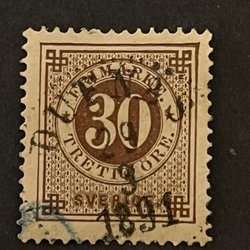 FRIMÄRKE.
30
TRETTIO ÖRE.
SVERIGE
1891